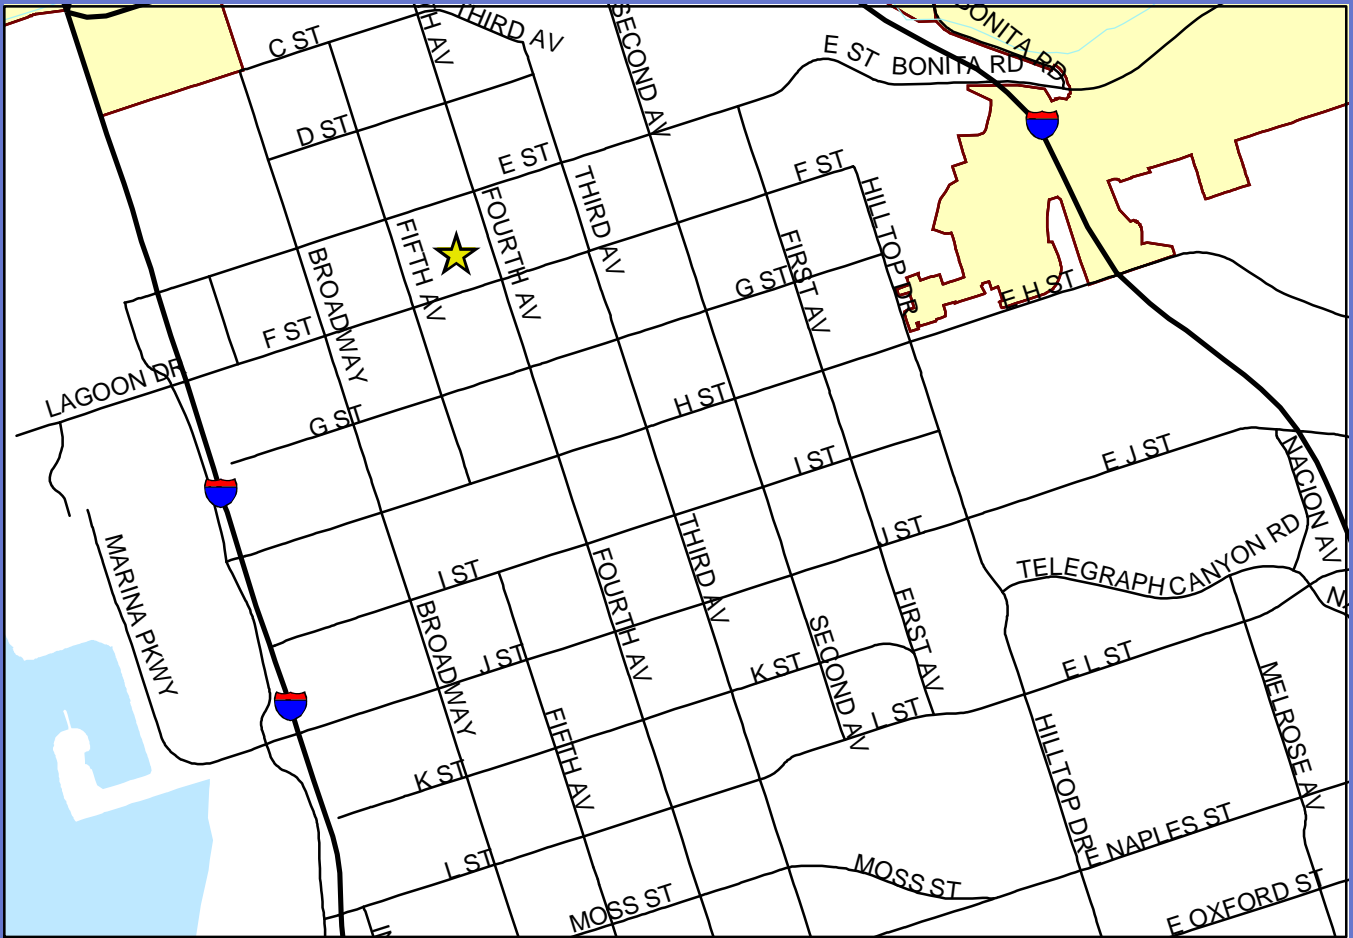 C ST
TH AV
THIRD AV
SECOND AV
BONITA RD
E ST
BONITA RD
D ST
E ST
F ST
THIRD AV
FOURTH AV
FIFTH AV
BROADWAY
HILLTOP DR
FIRST AV
G ST
E H ST
F ST
LAGOON DR
G ST
H ST
I ST
E J ST
NACION AV
J ST
TELEGRAPH CANYON RD
MARINA PKWY
THIRD AV
FOURTH AV
I ST
BROADWAY
FIRST AV
SECOND AV
J ST
K ST
E L ST
MELROSE AV
L ST
FIFTH AV
HILLTOP DR
K ST
E NAPLES ST
L ST
MOSS ST
MOSS ST
E OXFORD ST